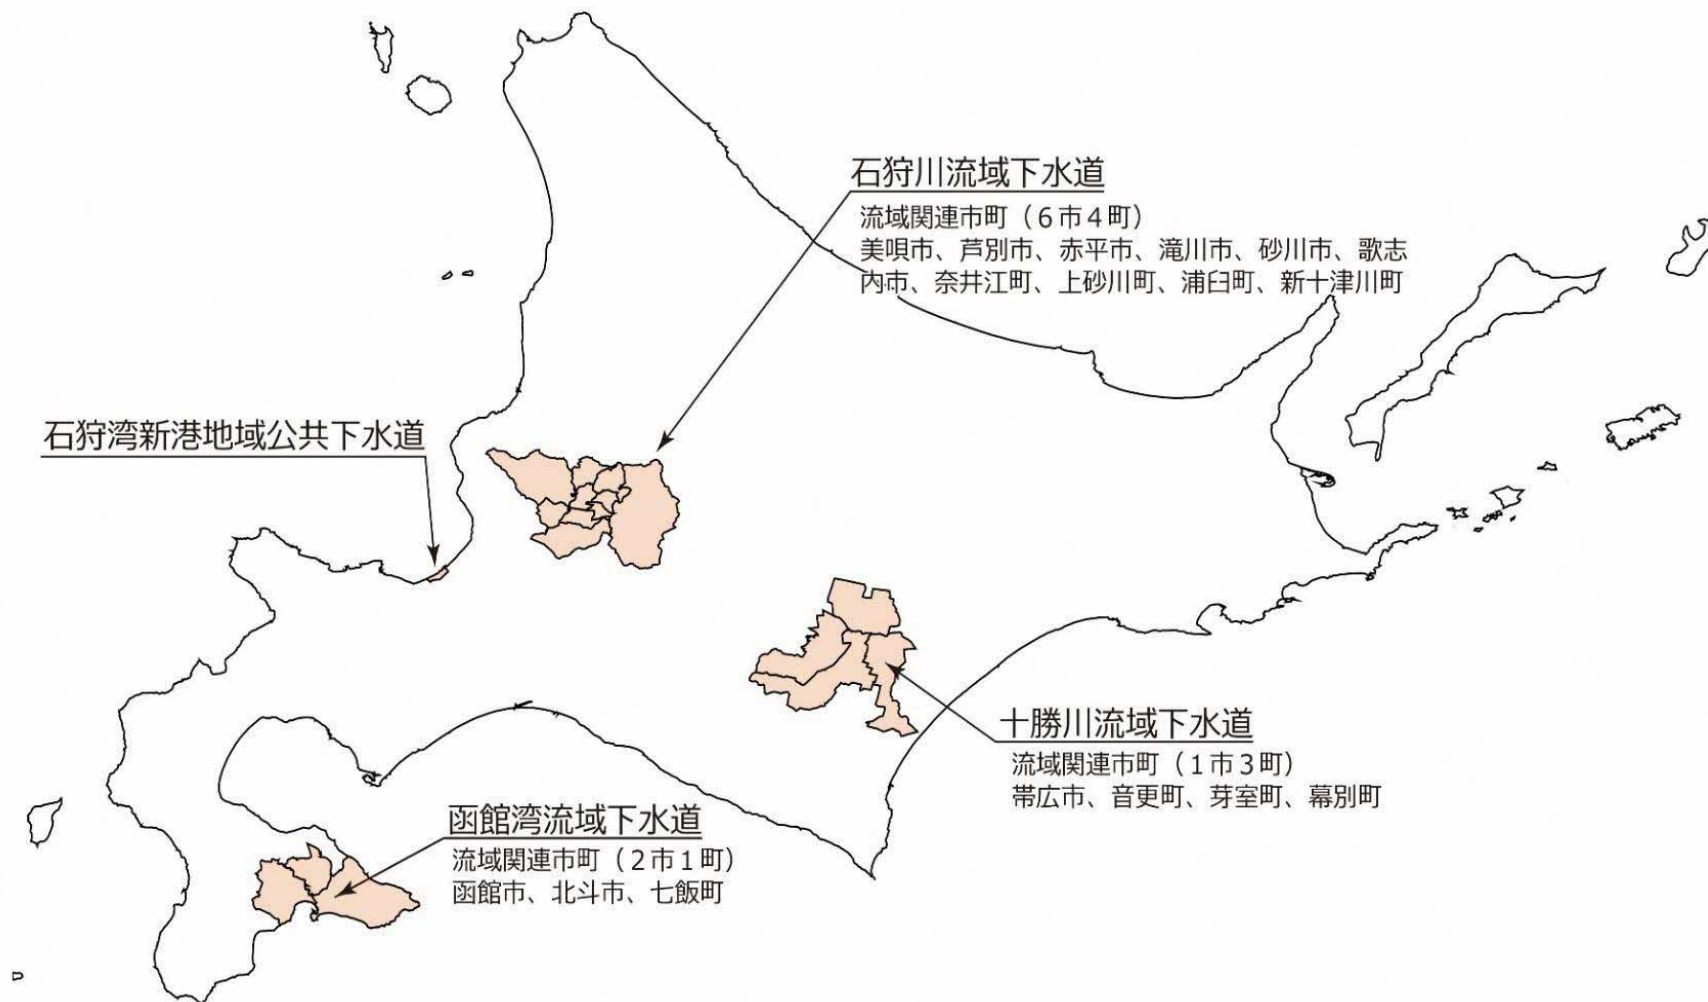 石狩川流域下水道
流域関連市町（６市４町）
美唄市、芦別市、赤平市、滝川市、砂川市、歌志
内市、奈井江町、上砂川町、浦臼町、新十津川町
石狩湾新港地域公共下水道
十勝川流域下水道
流域関連市町（１市３町）
帯広市、音更町、芽室町、幕別町
函館湾流域下水道
流域関連市町（２市１町）
函館市、北斗市、七飯町